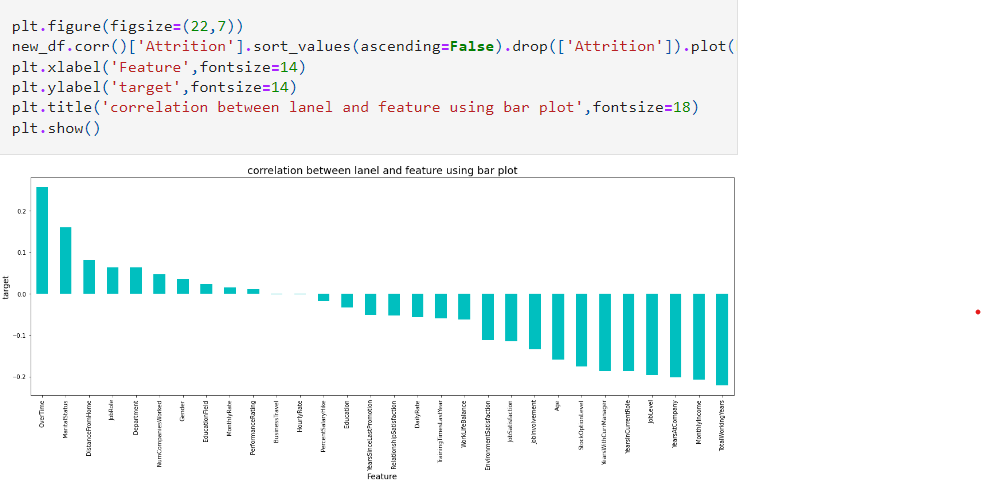 plt.figure(figsize=(22,7))
new_df.corr()['Attrition'].sort_values(ascending=False).drop(['Attrition']).plot(
plt.xlabel('Feature',fontsize=14)
plt.ylabel('target',fontsize=14)
plt.title('correlation between lanel and feature using bar plot',fontsize=18)
plt.show()
correlation between lanel and feature using bar plot
target
0.2
0.1
0.0
−0.1
−0.2
OverTime
MaritalStatus
DistanceFromHome
JobRole
Department
NumCompaniesWorked
Gender
EducationField
MonthlyRate
PerformanceRating
BusinessTravel
HourlyRate
PercentSalaryHike
Education
YearsSinceLastPromotion
RelationshipSatisfaction
DailyRate
TrainingTimesLastYear
WorkLifeBalance
EnvironmentSatisfaction
JobSatisfaction
JobInvolvement
Age
StockOptionLevel
YearsWithCurrManager
YearsInCurrentRole
JobLevel
YearsAtCompany
MonthlyIncome
TotalWorkingYears
Feature